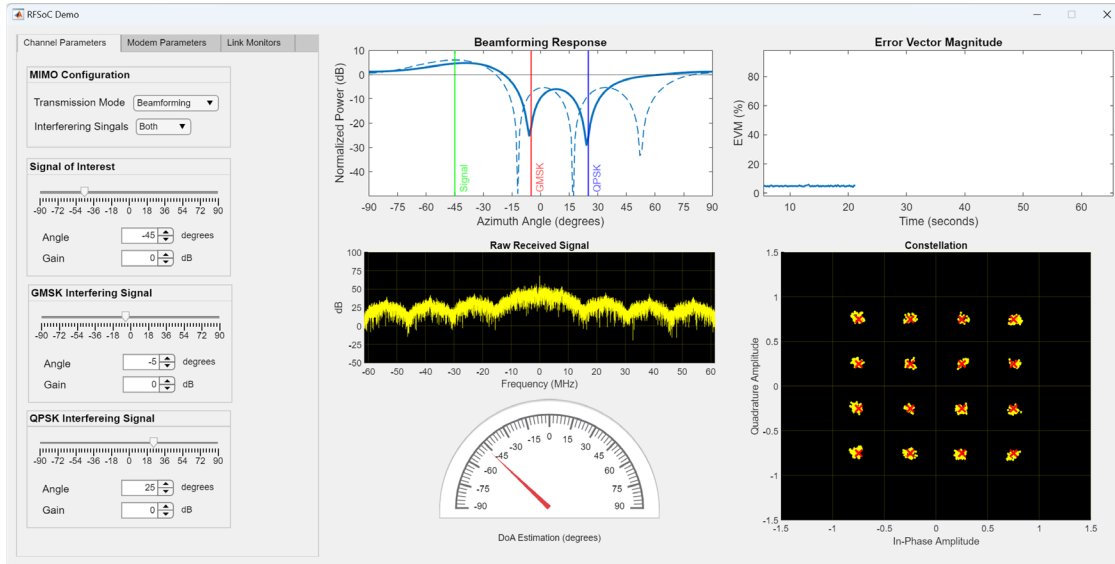 RFSoC Demo
Channel Parameters Modem Parameters Link Monitors
MIMO Configuration
Transmission Mode Beamforming
Interferering Singals Both
Signal of Interest
-90 -72 -54 -36 -18 0 18 36 54 72 90
Angle -45 degrees
Gain 0 dB
GMSK Interfering Signal
-90 -72 -54 -36 -18 0 18 36 54 72 90
Angle -5 degrees
Gain 0 dB
QPSK Interfereing Signal
-90 -72 -54 -36 -18 0 18 36 54 72 90
Angle 25 degrees
Gain 0 dB
Beamforming Response
Normalized Power (dB)
10
0
-10
-20
-30
-40
Signal
GMSK
QPSK
-90 -75 -60 -45 -30 -15 0 15 30 45 60 75 90
Azimuth Angle (degrees)
Error Vector Magnitude
EVM (%)
80
60
40
20
0
10 20 30 40 50 60
Time (seconds)
Raw Received Signal
dB
100
75
50
25
0
-25
-50
-60 -50 -40 -30 -20 -10 0 10 20 30 40 50 60
Frequency (MHz)
-90 -75 -60 -45 -30 -15 0 15 30 45 60 75 90
DoA Estimation (degrees)
Constellation
Quadrature Amplitude
1.5
1
0.5
0
-0.5
-1
-1.5
-1.5 -1 -0.5 0 0.5 1 1.5
In-Phase Amplitude